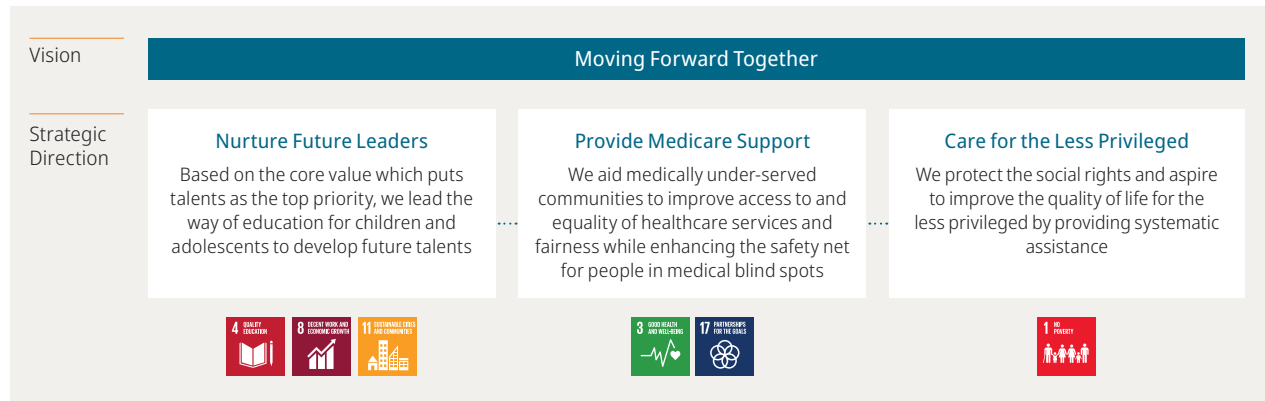 Vision
Moving Forward Together
Strategic
Direction
Nurture Future Leaders
Based on the core value which puts
talents as the top priority, we lead the
way of education for children and
adolescents to develop future talents
Provide Medicare Support
We aid medically under-served
communities to improve access to and
equality of healthcare services and
fairness while enhancing the safety net
for people in medical blind spots
Care for the Less Privileged
We protect the social rights and aspire
to improve the quality of life for the
less privileged by providing systematic
assistance
4 QUALITY
EDUCATION
8 DECENT WORK AND
ECONOMIC GROWTH
11 SUSTAINABLE CITIES
AND COMMUNITIES
3 GOOD HEALTH
AND WELL-BEING
17 PARTNERSHIPS
FOR THE GOALS
1 NO
POVERTY